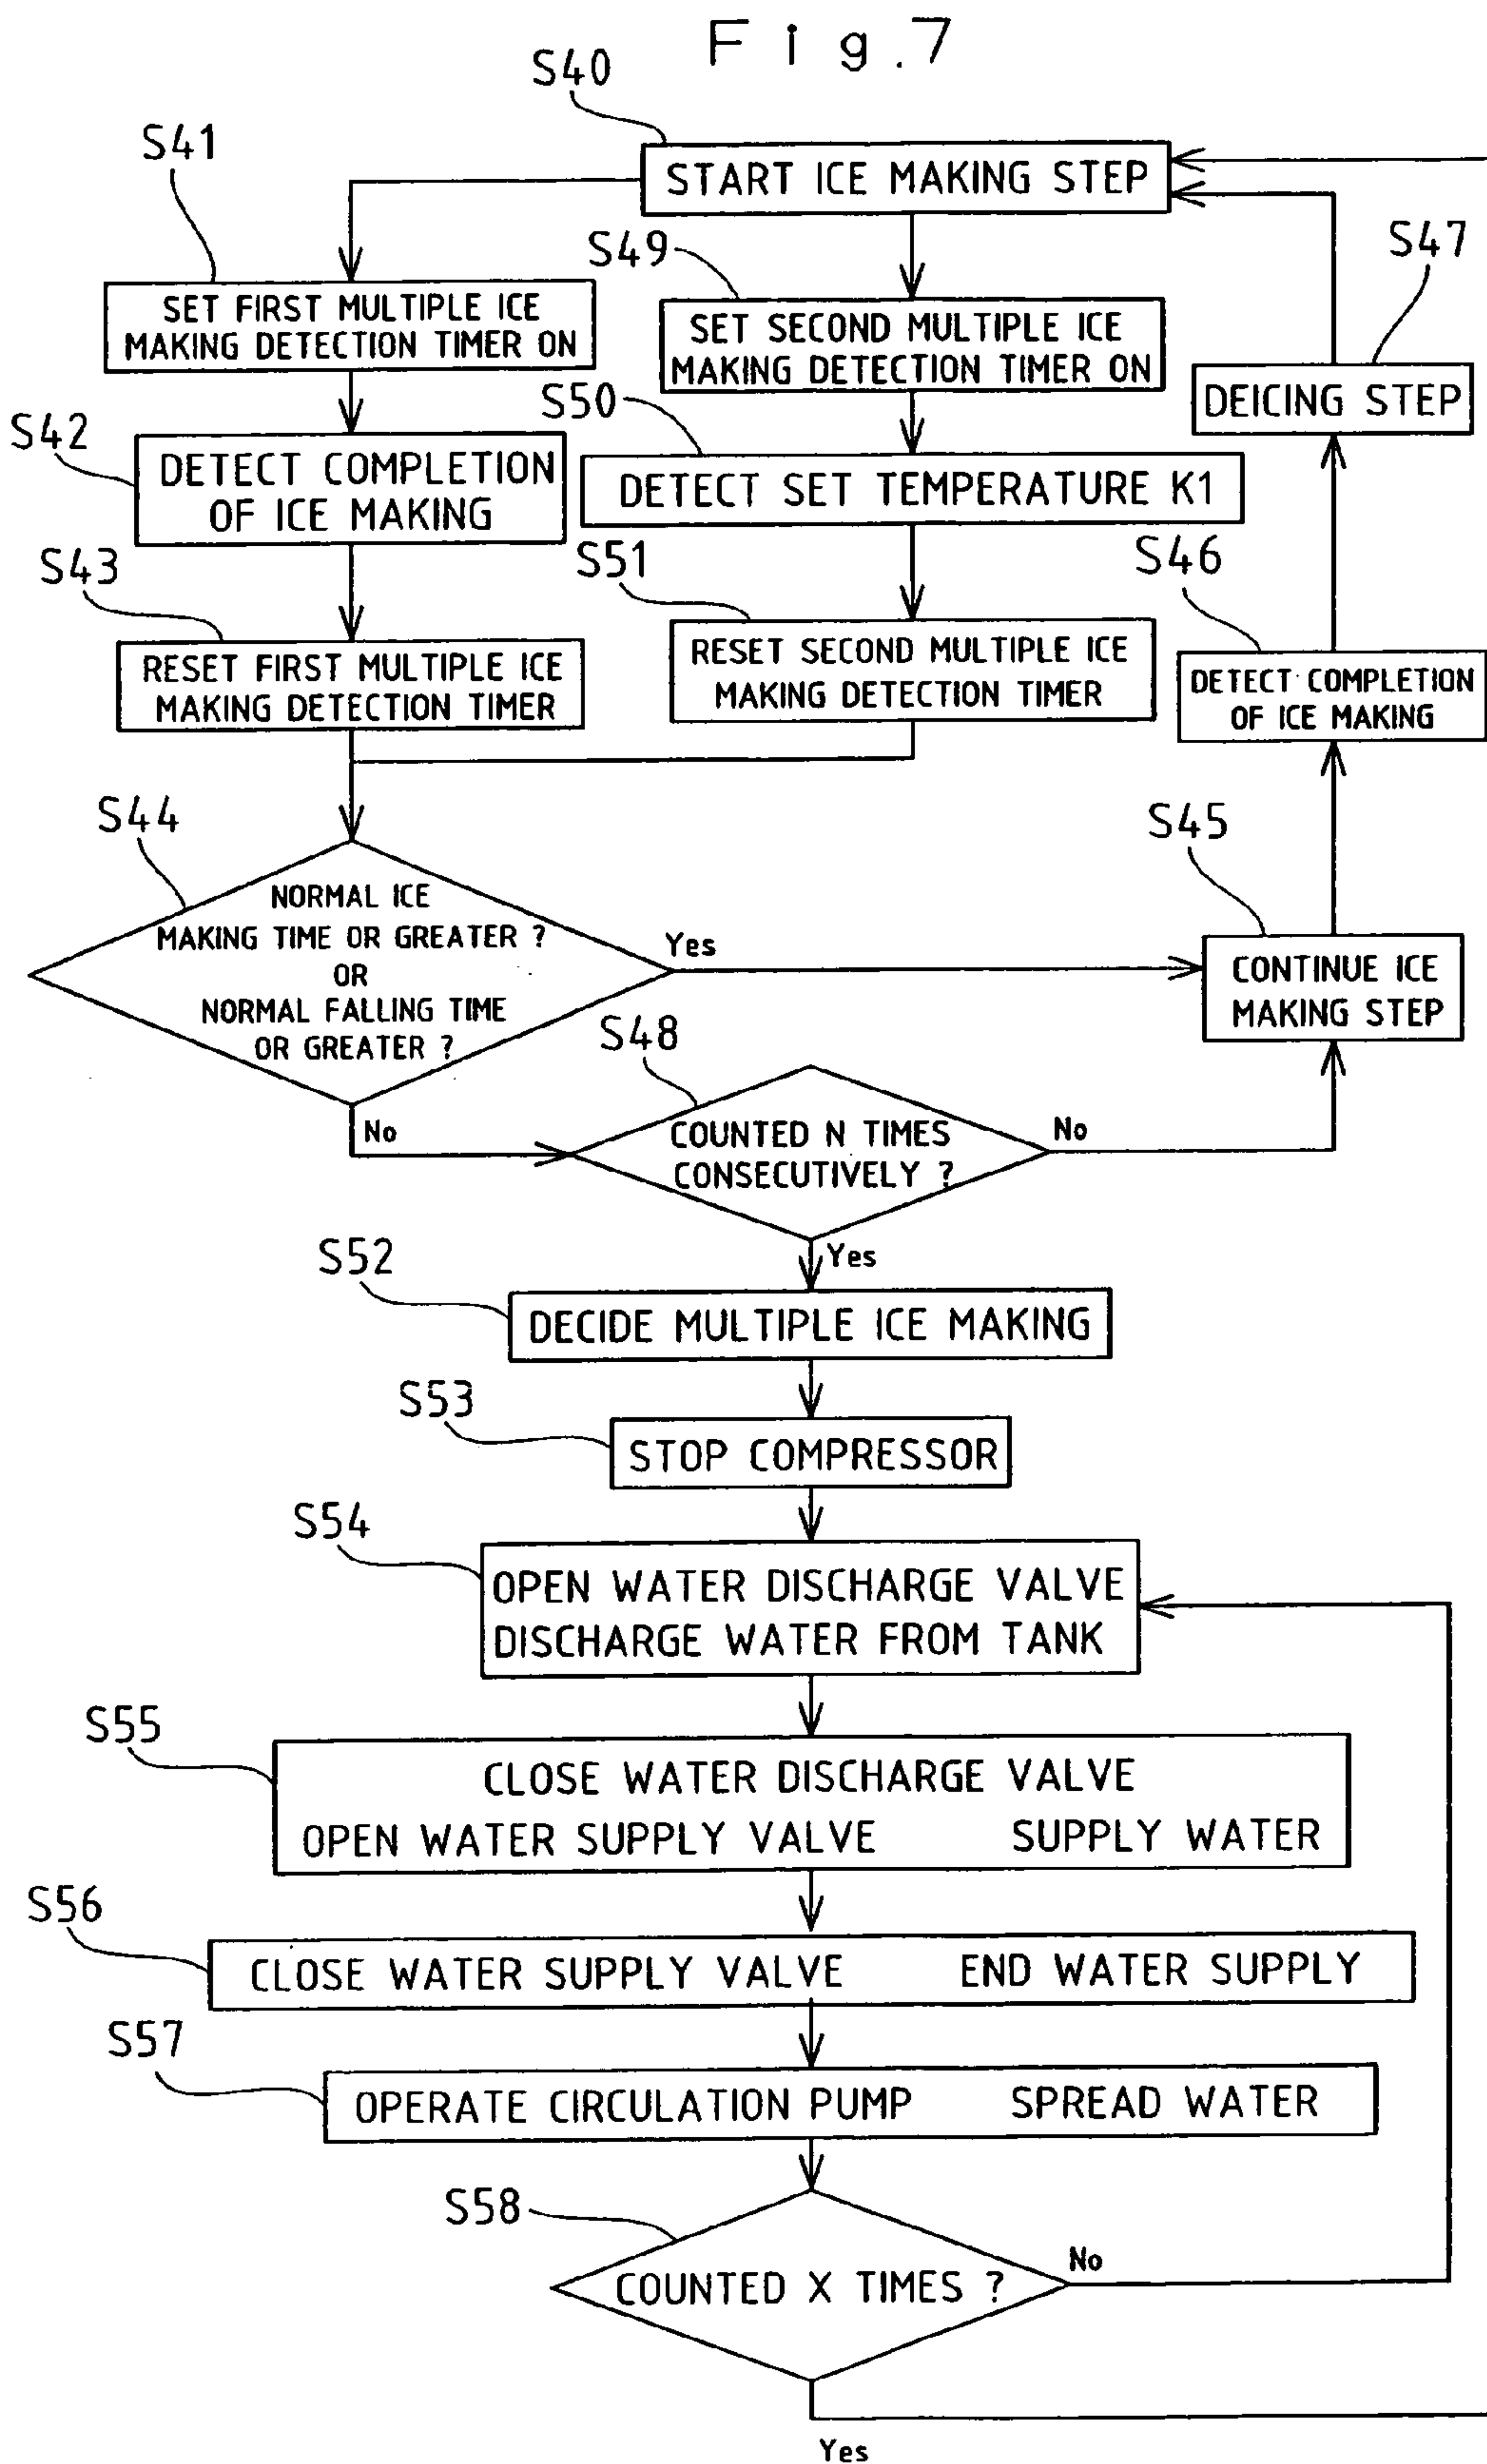 Fig.7
S40
START ICE MAKING STEP
S41
SET FIRST MULTIPLE ICE
MAKING DETECTION TIMER ON
S49
SET SECOND MULTIPLE ICE
MAKING DETECTION TIMER ON
S47
DEICING STEP
S42
DETECT COMPLETION
OF ICE MAKING
S50
DETECT SET TEMPERATURE K1
S43
RESET FIRST MULTIPLE ICE
MAKING DETECTION TIMER
S51
RESET SECOND MULTIPLE ICE
MAKING DETECTION TIMER
S46
DETECT COMPLETION
OF ICE MAKING
S44
NORMAL ICE
MAKING TIME OR GREATER ?
OR
NORMAL FALLING TIME
OR GREATER ?
Yes
S45
CONTINUE ICE
MAKING STEP
No
S48
COUNTED N TIMES
CONSECUTIVELY ?
No
Yes
S52
DECIDE MULTIPLE ICE MAKING
S53
STOP COMPRESSOR
S54
OPEN WATER DISCHARGE VALVE
DISCHARGE WATER FROM TANK
S55
CLOSE WATER DISCHARGE VALVE
OPEN WATER SUPPLY VALVE SUPPLY WATER
S56
CLOSE WATER SUPPLY VALVE END WATER SUPPLY
S57
OPERATE CIRCULATION PUMP SPREAD WATER
S58
COUNTED X TIMES ?
No
Yes